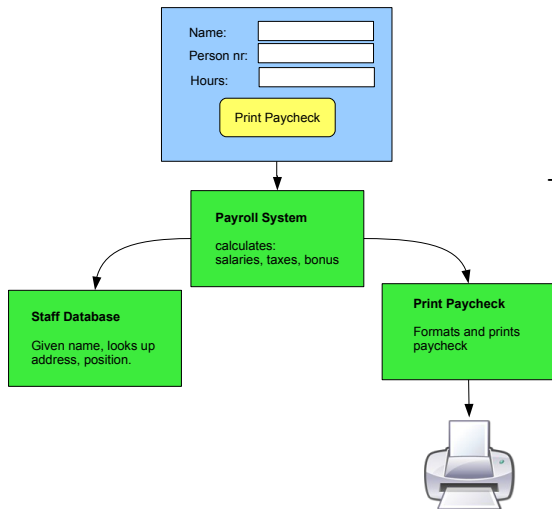 Name:
Person nr:
Hours:
Print Paycheck
Payroll System
calculates:
salaries, taxes, bonus
Staff Database
Given name, looks up
address, position.
Print Paycheck
Formats and prints
paycheck